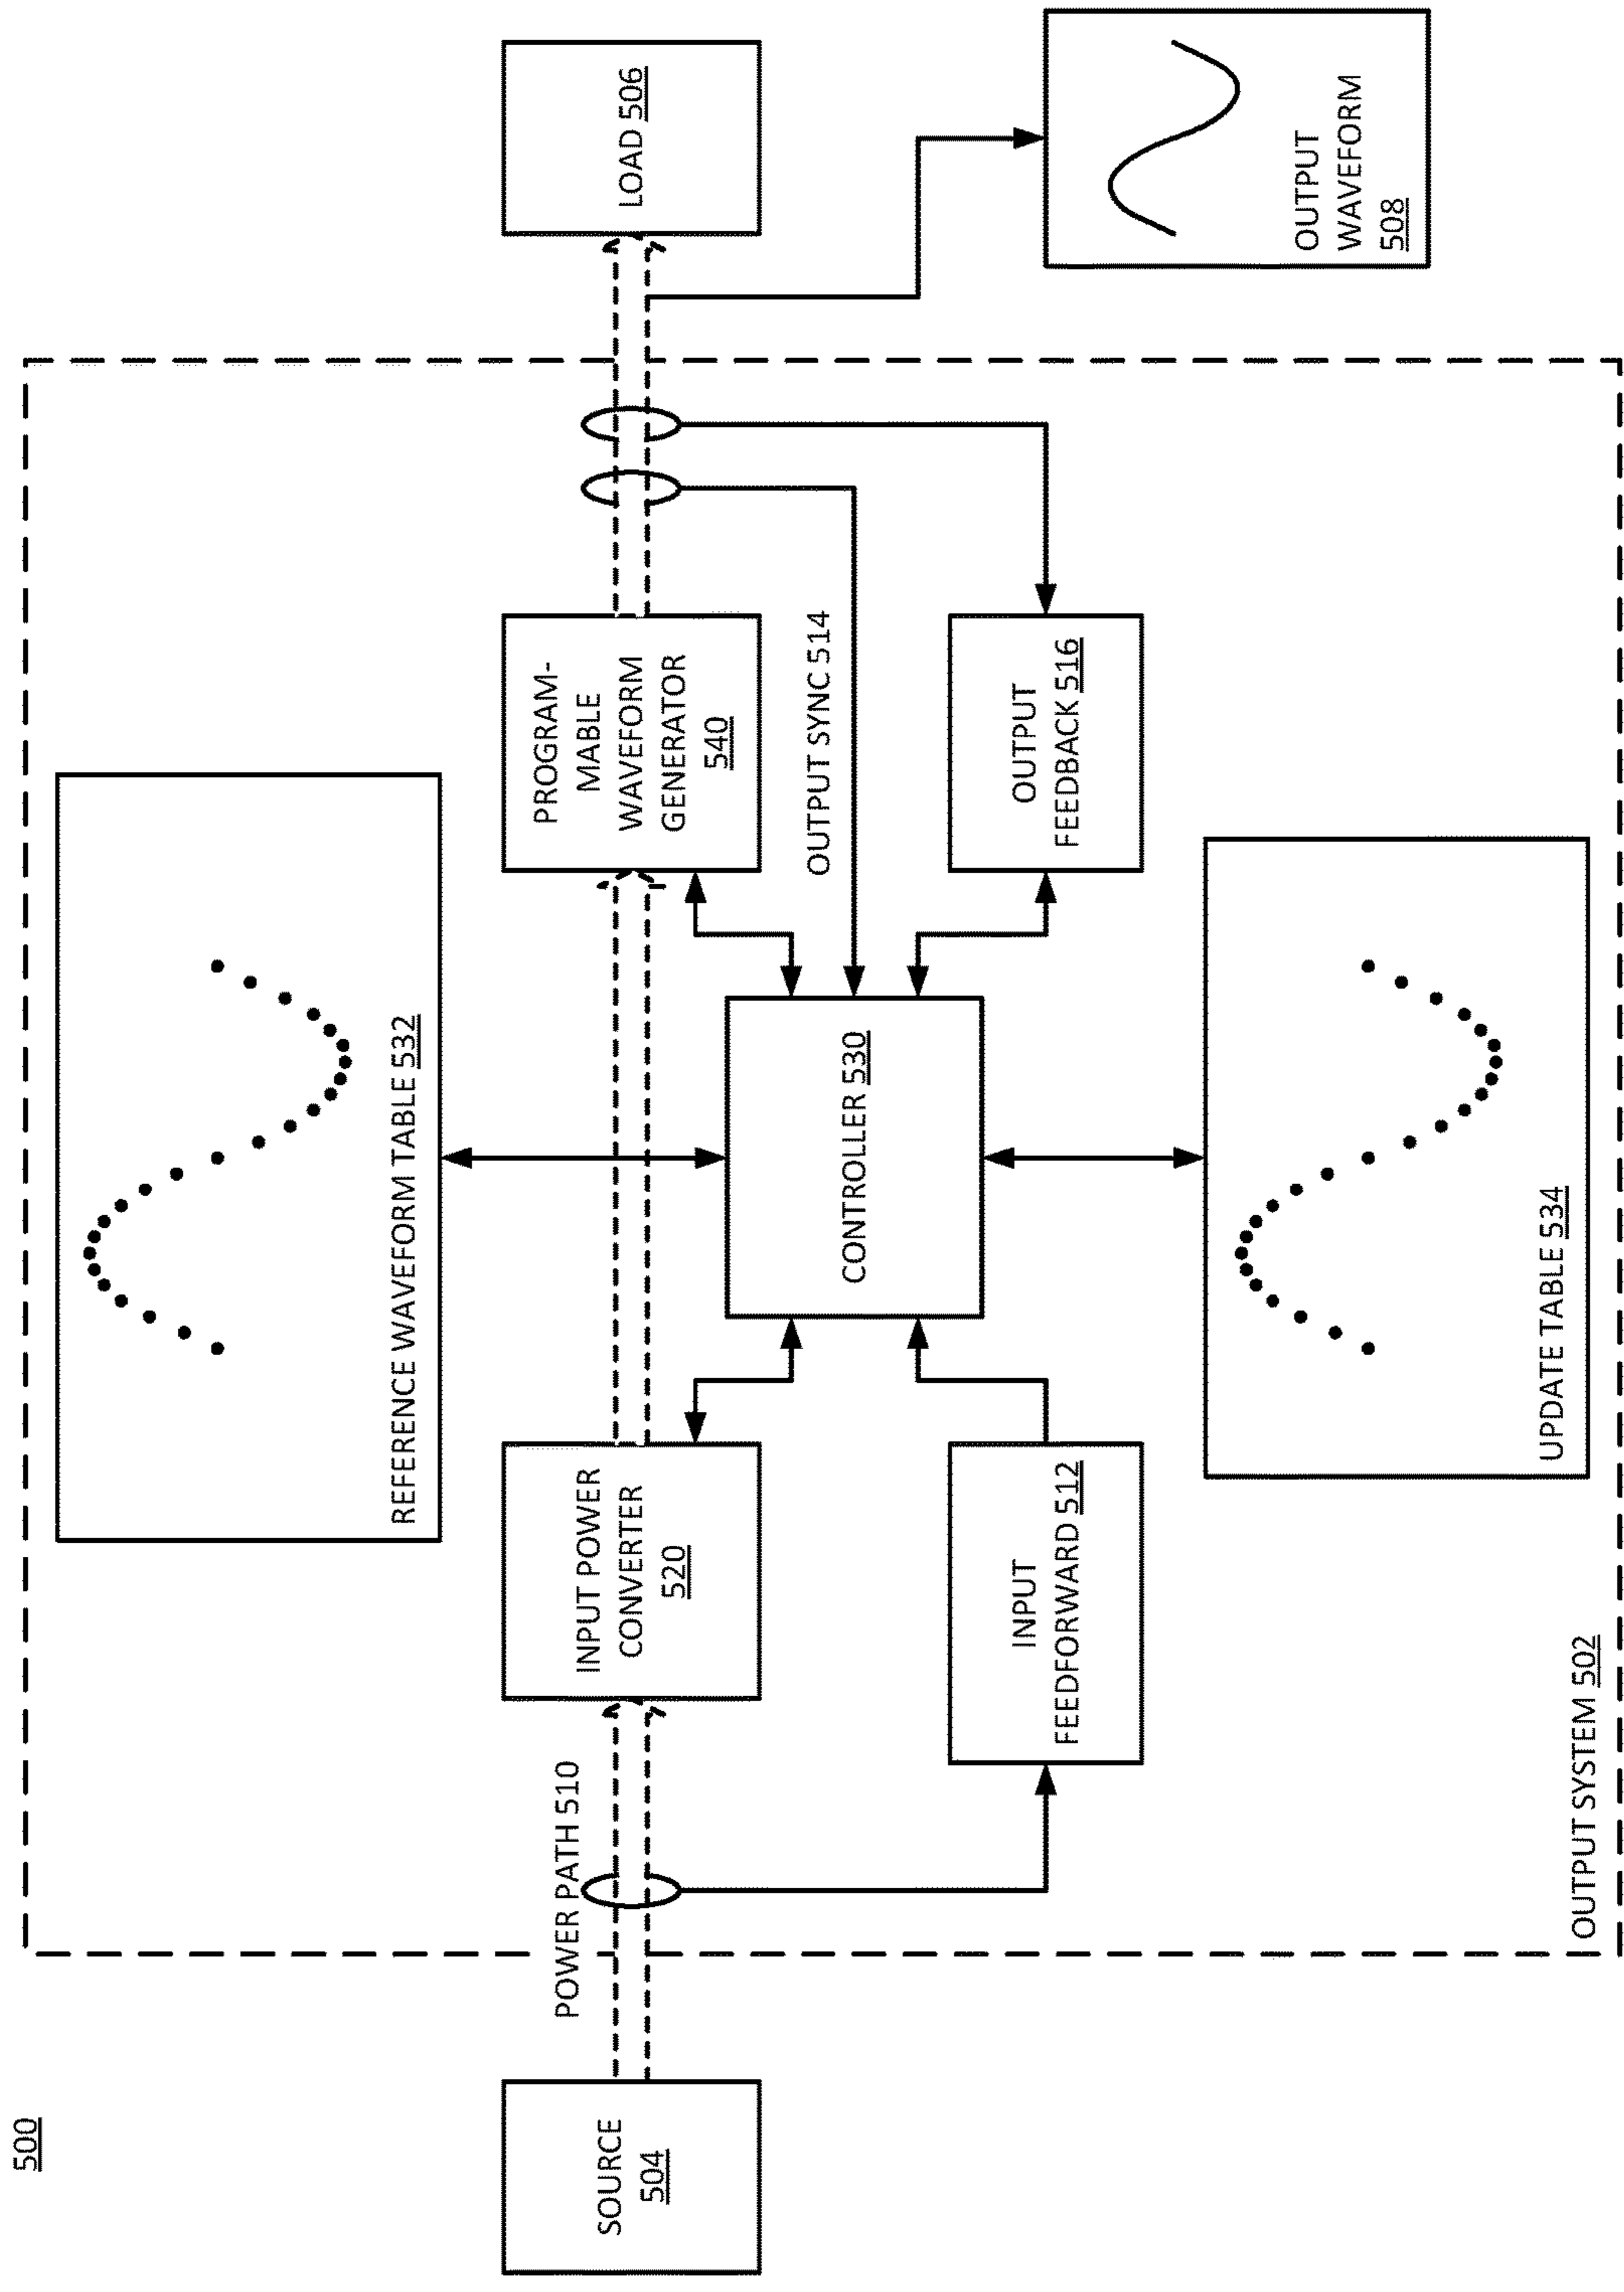 500
REFERENCE WAVEFORM TABLE 532
SOURCE
504
POWER PATH 510
INPUT POWER
CONVERTER
520
PROGRAM-
MABLE
WAVEFORM
GENERATOR
540
LOAD 506
OUTPUT SYNC 514
CONTROLLER 530
INPUT
FEEDFORWARD 512
OUTPUT
FEEDBACK 516
OUTPUT
WAVEFORM
508
UPDATE TABLE 534
OUTPUT SYSTEM 502